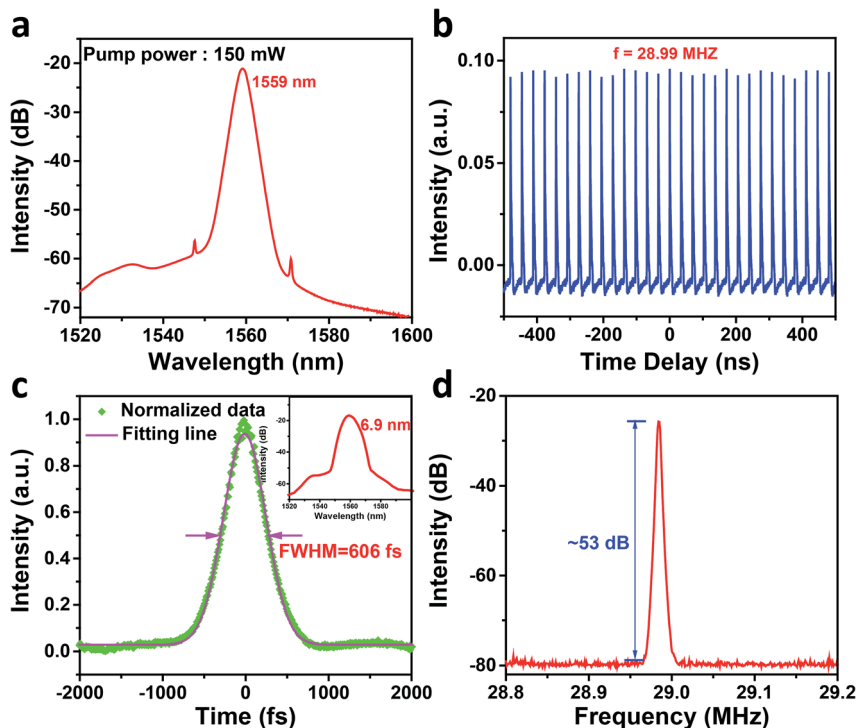 a
Pump power : 150 mW
1559 nm
-20
-30
-40
-50
-60
-70
Intensity (dB)
1520 1540 1560 1580 1600
Wavelength (nm)
b
f = 28.99 MHZ
0.10
0.05
0.00
Intensity (a.u.)
-400 -200 0 200 400
Time Delay (ns)
c
Normalized data
Fitting line
1.0
0.8
0.6
0.4
0.2
0.0
Intensity (a.u.)
FWHM=606 fs
-2000 -1000 0 1000 2000
Time (fs)
6.9 nm
-20
-40
-60
intensity (dB)
1520 1540 1560 1580
Wavelength (nm)
d
-20
-40
-60
-80
Intensity (dB)
~53 dB
28.8 28.9 29.0 29.1 29.2
Frequency (MHz)